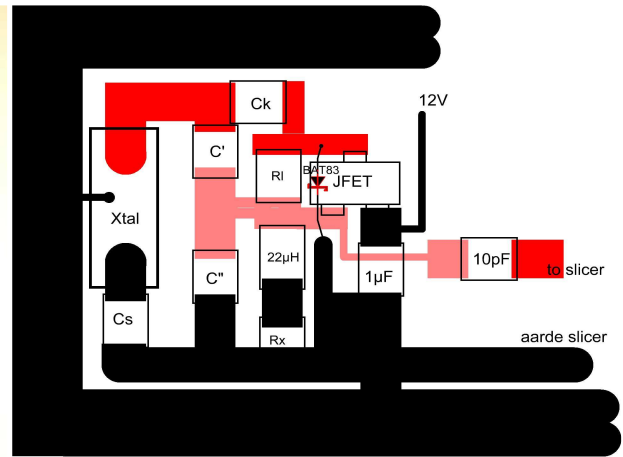 12V
Ck
C'
Rl
BAT83
JFET
Xtal
22µH
C"
1µF
10pF
to slicer
Cs
Rx
aarde slicer